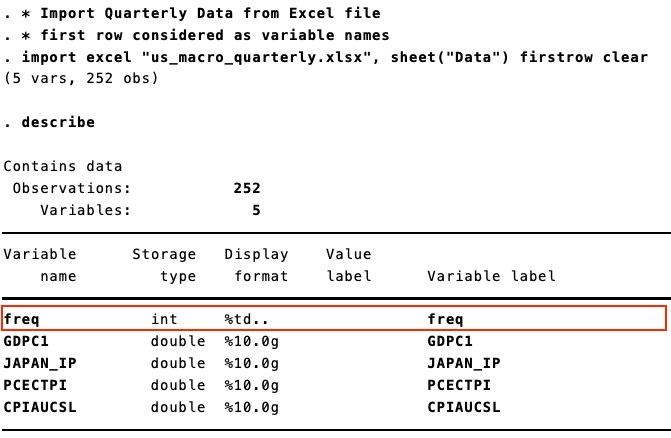 . * Import Quarterly Data from Excel file
. * first row considered as variable names
. import excel "us_macro_quarterly.xlsx", sheet("Data") firstrow clear
(5 vars, 252 obs)
. describe
Contains data
Observations: 252
Variables: 5
Variable Storage Display Value
name type format label Variable label
freq int %td.. freq
GDPC1 double %10.0g GDPC1
JAPAN_IP double %10.0g JAPAN_IP
PCECTPI double %10.0g PCECTPI
CPIAUCSL double %10.0g CPIAUCSL